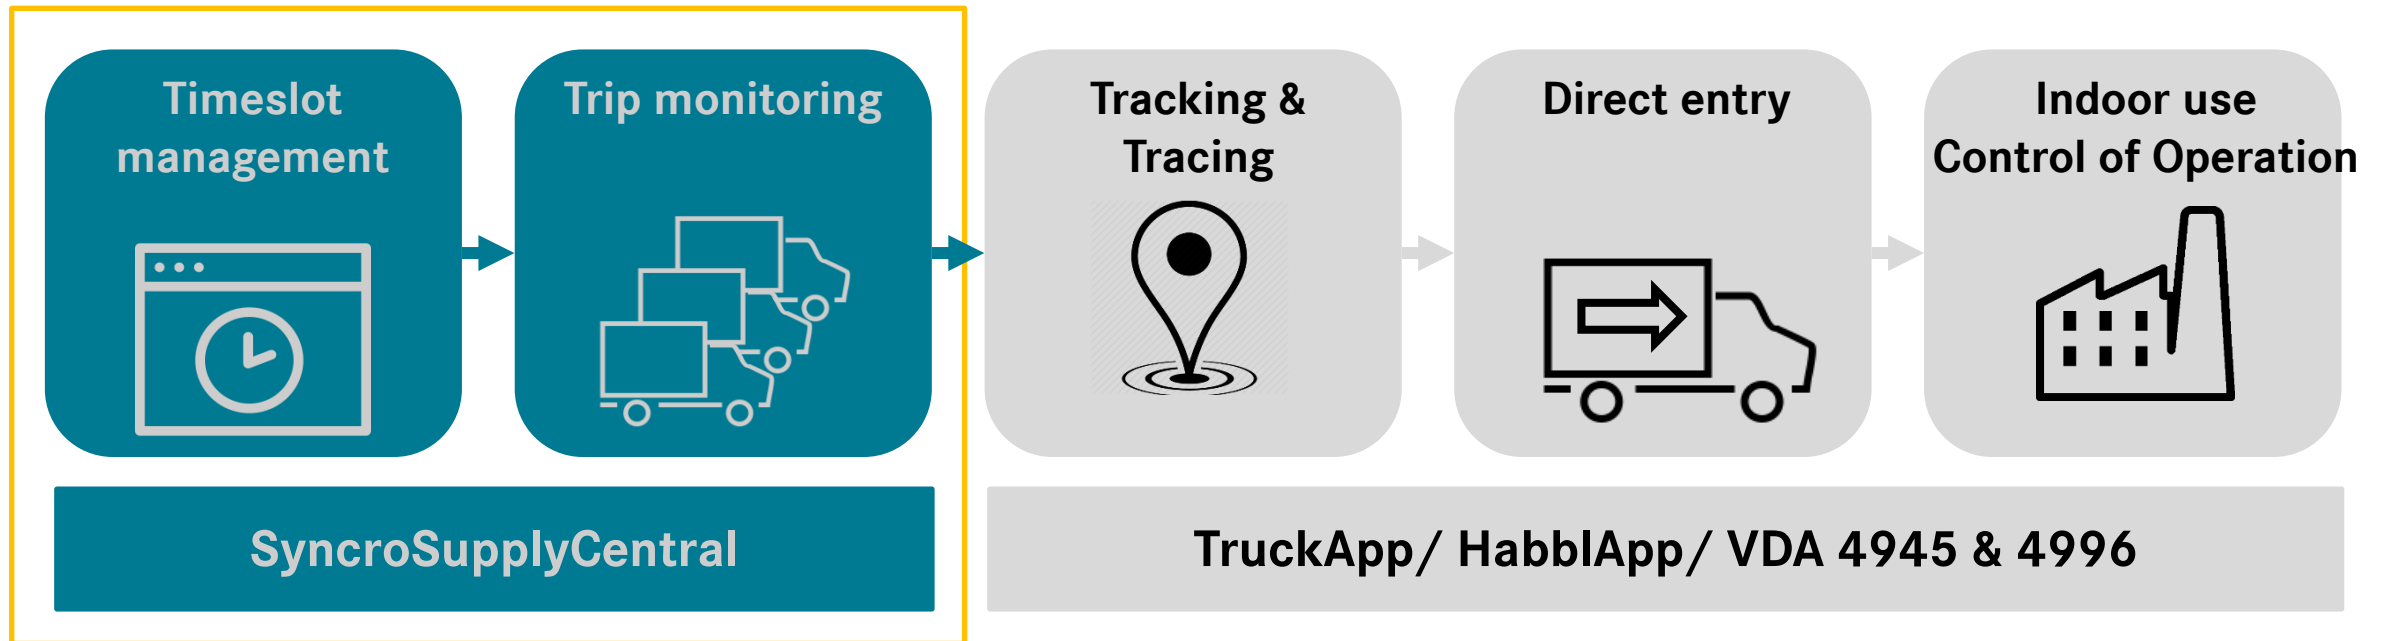 Timeslot
management
Trip monitoring
Tracking &
Tracing
Direct entry
Indoor use
Control of Operation
SyncroSupplyCentral
TruckApp/ HabblApp/ VDA 4945 & 4996